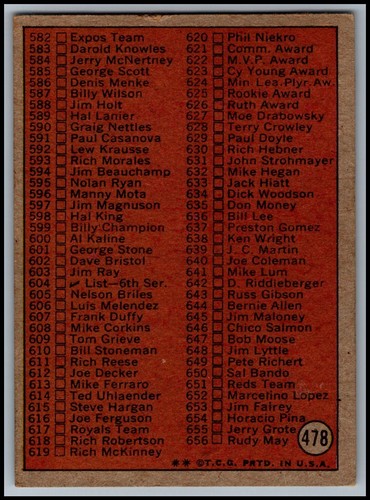 582 Expos Team
583 Darold Knowles
584 Jerry McNertney
585 George Scott
586 Denis Menke
587 Billy Wilson
588 Jim Holt
589 Hal Lanier
590 Graig Nettles
591 Paul Casanova
592 Lew Krausse
593 Rich Morales
594 Jim Beauchamp
595 Nolan Ryan
596 Manny Mota
597 Jim Magnuson
598 Hal King
599 Billy Champion
600 Al Kaline
601 George Stone
602 Dave Bristol
603 Jim Ray
604 ✓ List-6th Ser.
605 Nelson Briles
606 Luis Melendez
607 Frank Duffy
608 Mike Corkins
609 Tom Grieve
610 Bill Stoneman
611 Rich Reese
612 Joe Decker
613 Mike Ferraro
614 Ted Uhlaender
615 Steve Hargan
616 Joe Ferguson
617 Royals Team
618 Rich Robertson
619 Rich McKinney
620 Phil Niekro
621 Comm. Award
622 M.V.P. Award
623 Cy Young Award
624 Min. Lea. Plyr. Aw.
625 Rookie Award
626 Ruth Award
627 Moe Drabowsky
628 Terry Crowley
629 Paul Doyle
630 Rich Hebner
631 John Strohmayer
632 Mike Hegan
633 Jack Hiatt
634 Dick Woodson
635 Don Money
636 Bill Lee
637 Preston Gomez
638 Ken Wright
639 J. C. Martin
640 Joe Coleman
641 Mike Lum
642 D. Riddleberger
643 Russ Gibson
644 Bernie Allen
645 Jim Maloney
646 Chico Salmon
647 Bob Moose
648 Jim Lyttle
649 Pete Richert
650 Sal Bando
651 Reds Team
652 Marcelino Lopez
653 Jim Fairey
654 Horacio Pina
655 Jerry Grote
656 Rudy May
478
** © T.C.G. PRTD. IN U.S.A.